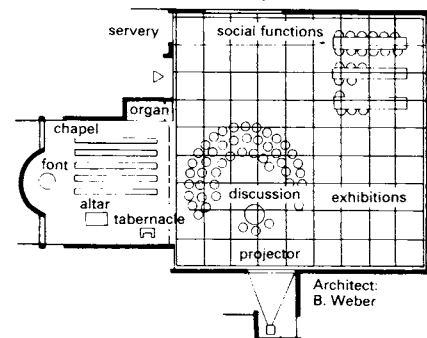 servery
social functions
organ
chapel
font
altar
tabernacle
discussion
exhibitions
projector
Architect:
B. Weber